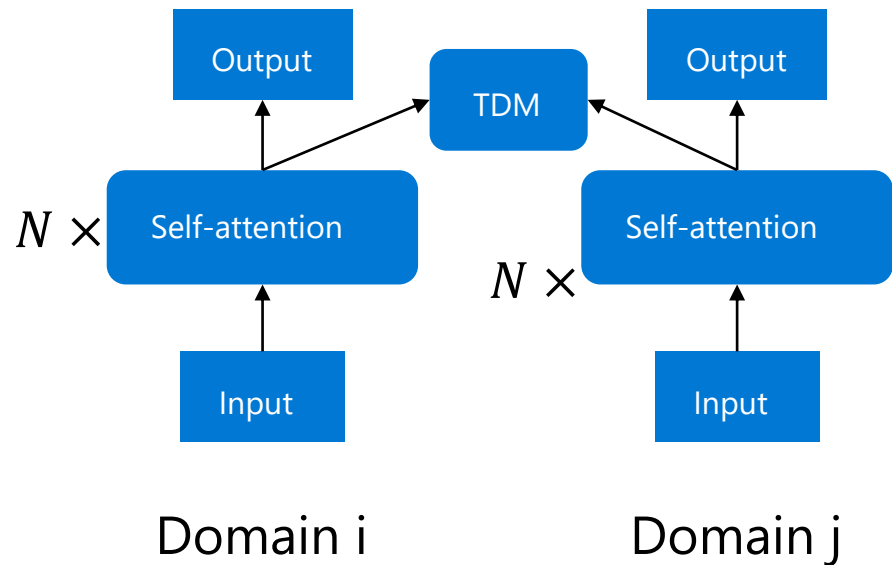 Output
TDM
Output
N ×
Self-attention
Self-attention
N ×
Input
Input
Domain i
Domain j